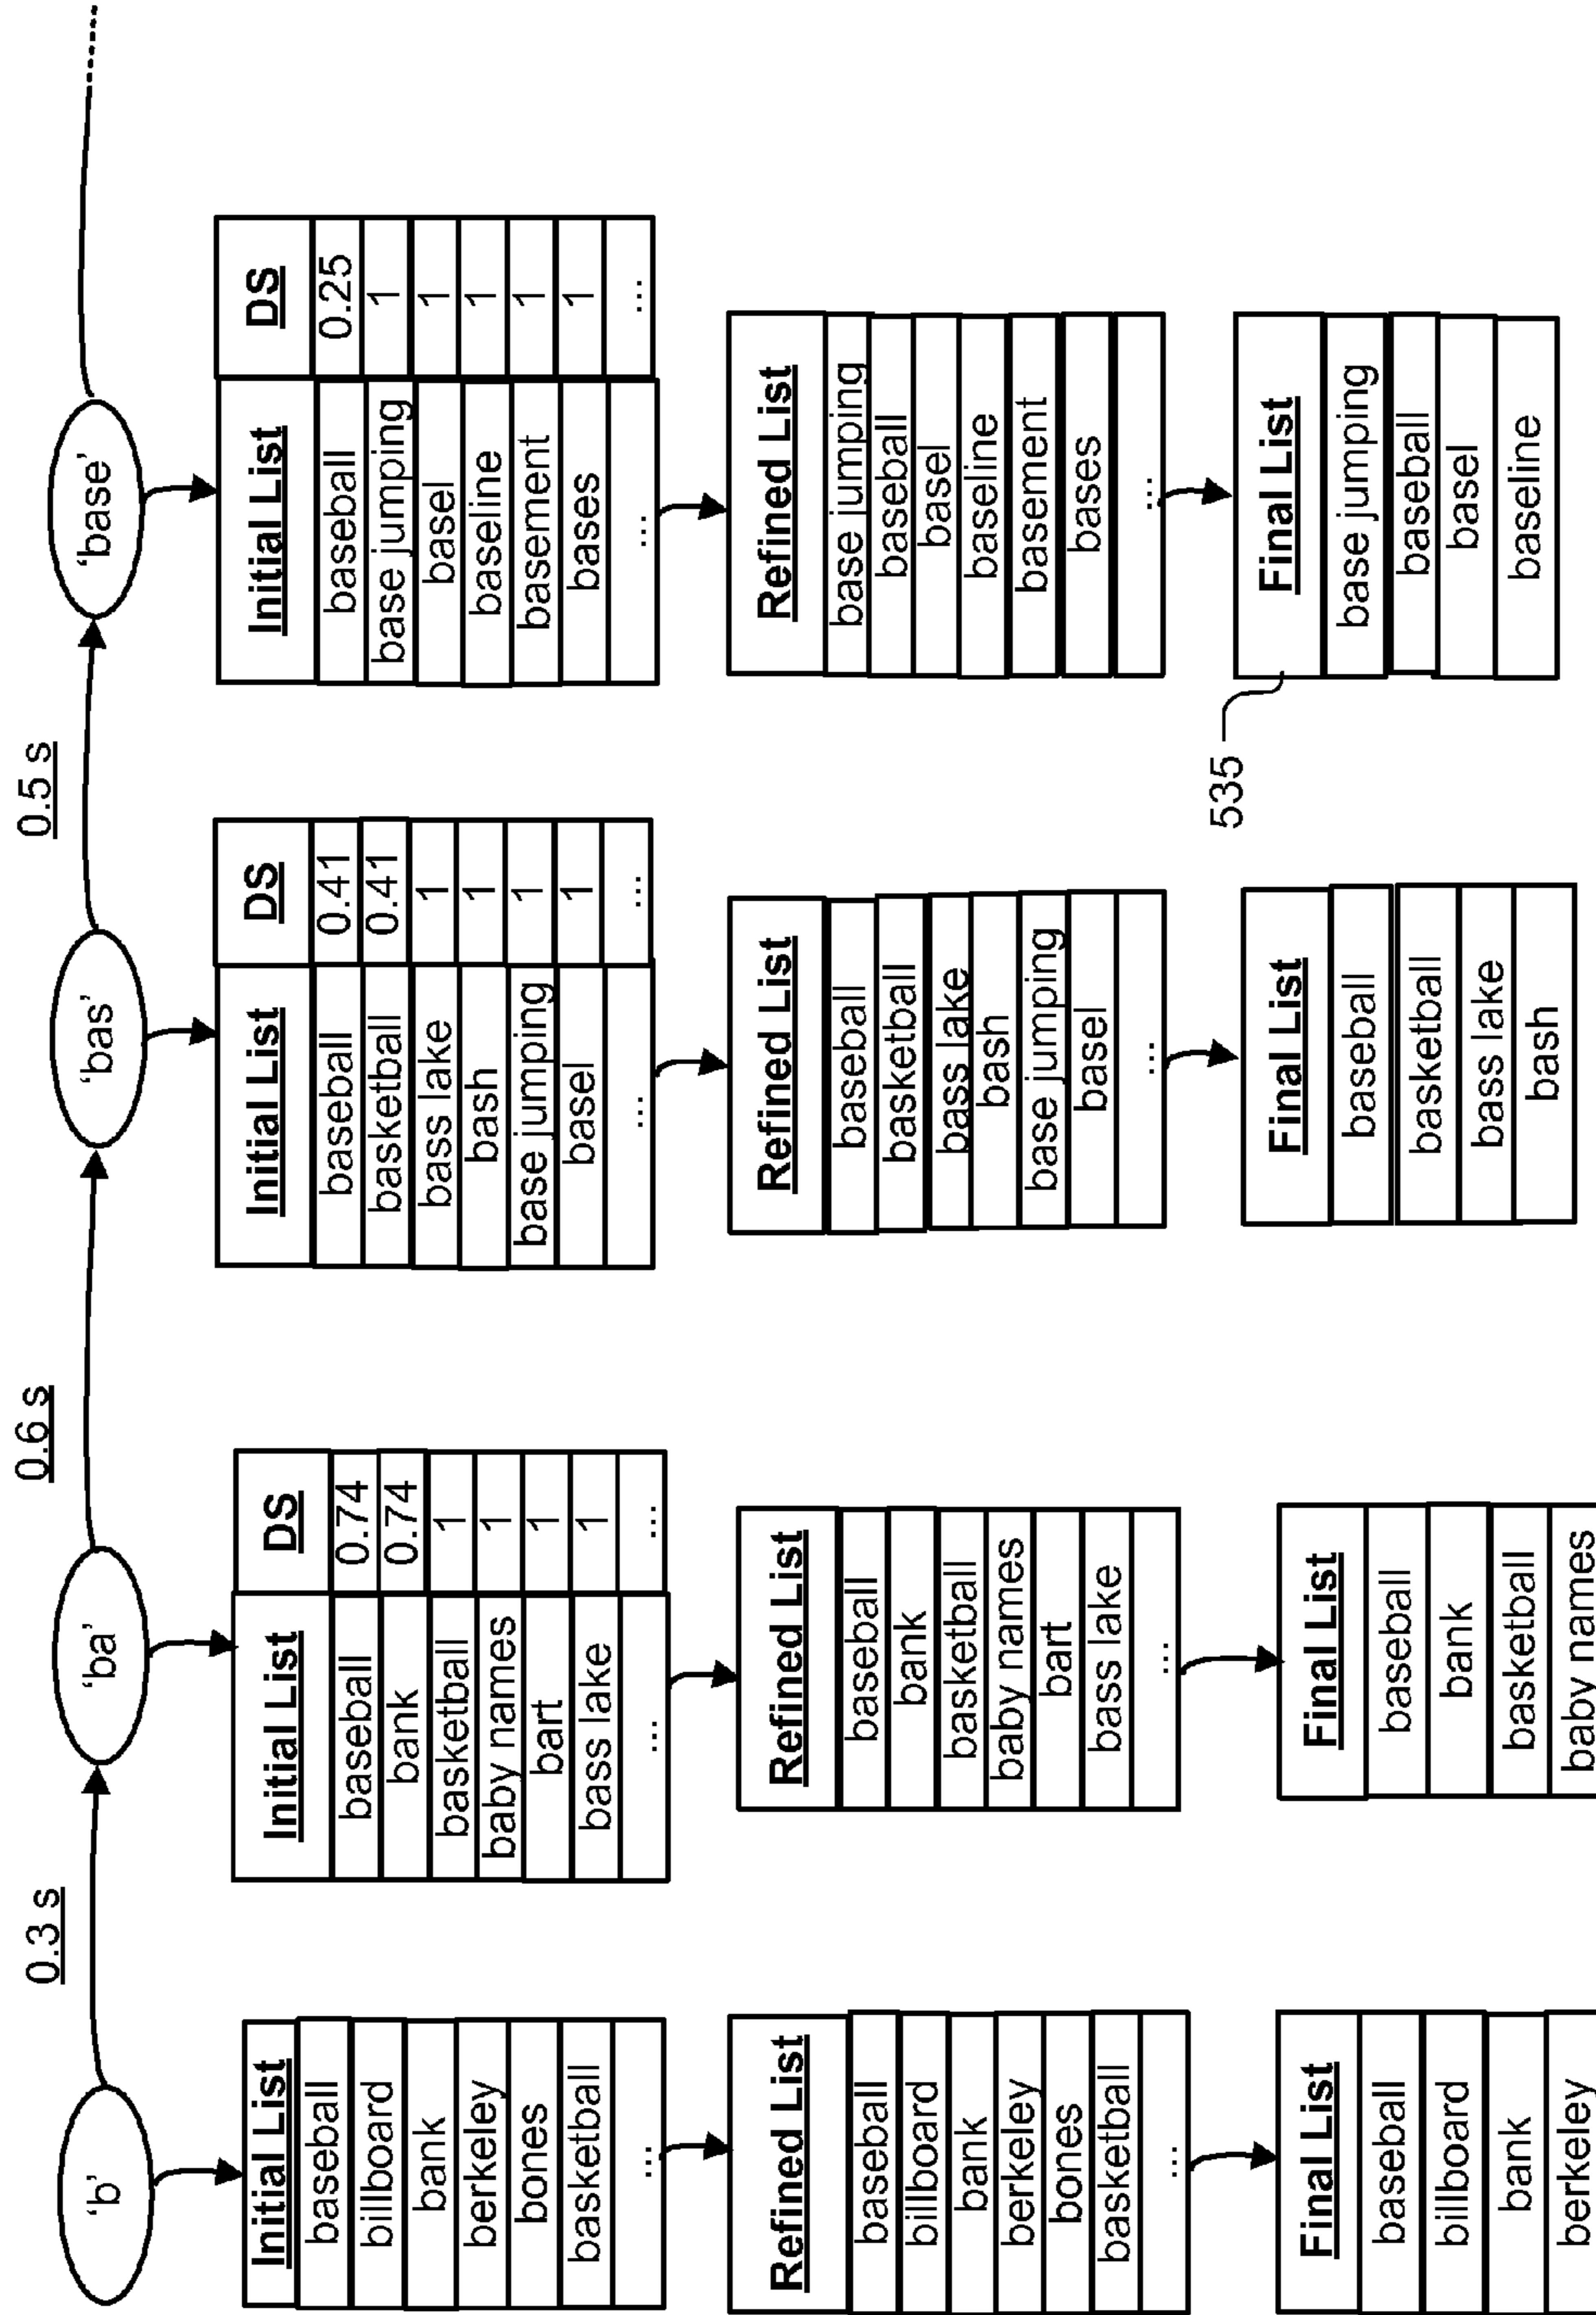 'b'
0.3 s
'ba'
0.6 s
'bas'
0.5 s
'base'
Initial List
baseball
billboard
bank
berkeley
bones
basketball
...
Refined List
baseball
billboard
bank
berkeley
bones
basketball
...
Final List
baseball
billboard
bank
berkeley
Initial List DS
baseball 0.74
bank 0.74
basketball 1
baby names 1
bart 1
bass lake 1
... ...
Refined List
baseball
bank
basketball
baby names
bart
bass lake
...
Final List
baseball
bank
basketball
baby names
Initial List DS
baseball 0.41
basketball 0.41
bass lake 1
bash 1
base jumping 1
basel 1
... ...
Refined List
baseball
basketball
bass lake
bash
base jumping
basel
...
Final List
baseball
basketball
bass lake
bash
Initial List DS
baseball 0.25
base jumping 1
basel 1
baseline 1
basement 1
bases 1
... ...
Refined List
base jumping
baseball
basel
baseline
basement
bases
...
535
Final List
base jumping
baseball
basel
baseline